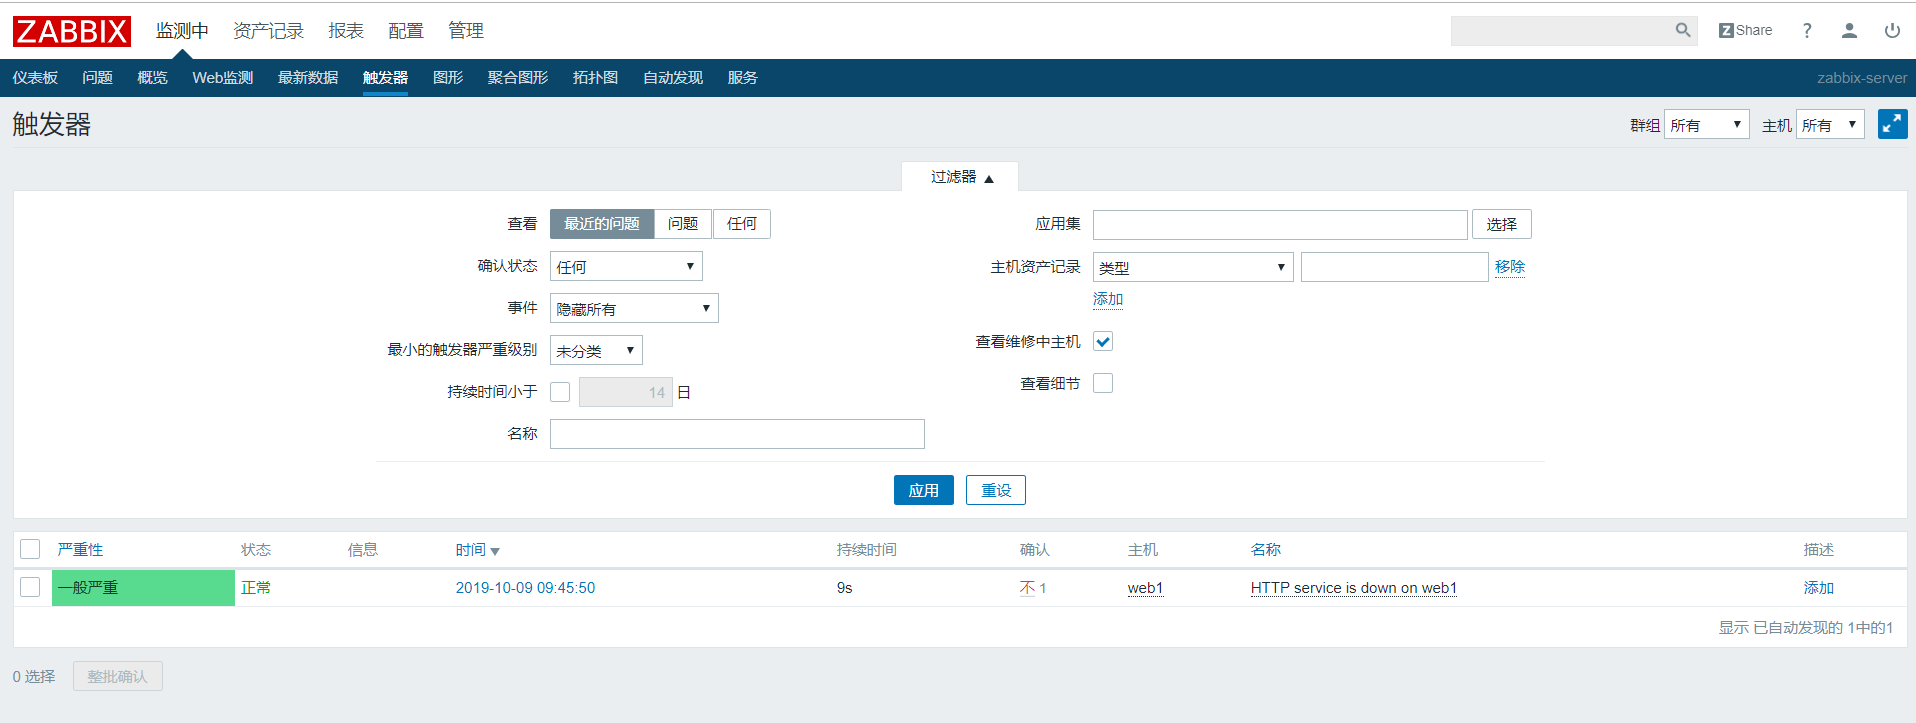 ZABBIX 监测中 资产记录 报表 配置 管理 Z Share ?
仪表板 问题 概览 Web监测 最新数据 触发器 图形 聚合图形 拓扑图 自动发现 服务 zabbix-server
触发器 群组 所有 主机 所有
过滤器
查看 最近的问题 问题 任何 应用集 选择
确认状态 任何 主机资产记录 类型 移除
添加
事件 隐藏所有
查看维修中主机
最小的触发器严重级别 未分类
查看细节
持续时间小于 14 日
名称
应用 重设
严重性 状态 信息 时间 持续时间 确认 主机 名称 描述
一般严重 正常 2019-10-09 09:45:50 9s 不 1 web1 HTTP service is down on web1 添加
显示 已自动发现的 1中的1
0 选择 整批确认